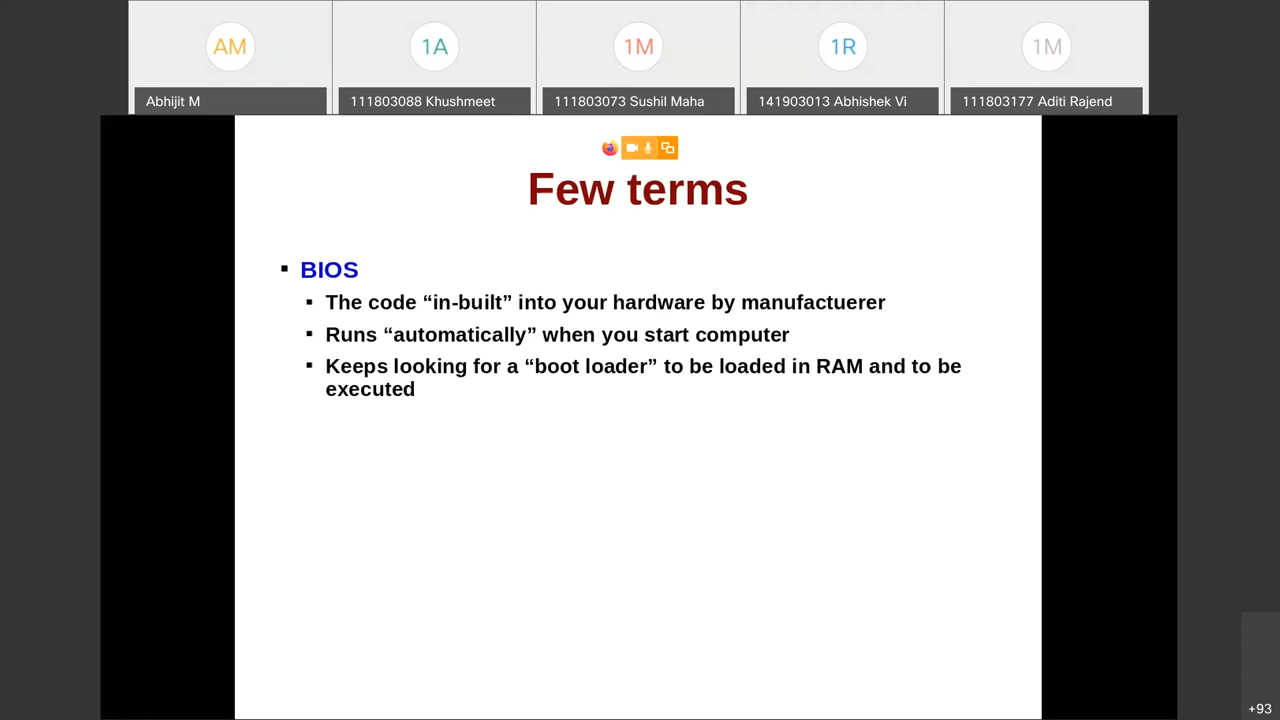 AM
1A
1M
1R
1M
Abhijit M
111803088 Khushmeet
111803073 Sushil Maha
141903013 Abhishek Vi
111803177 Aditi Rajend
Few terms
BIOS
The code “in-built” into your hardware by manufactuerer
Runs “automatically” when you start computer
Keeps looking for a “boot loader” to be loaded in RAM and to be
executed
+93